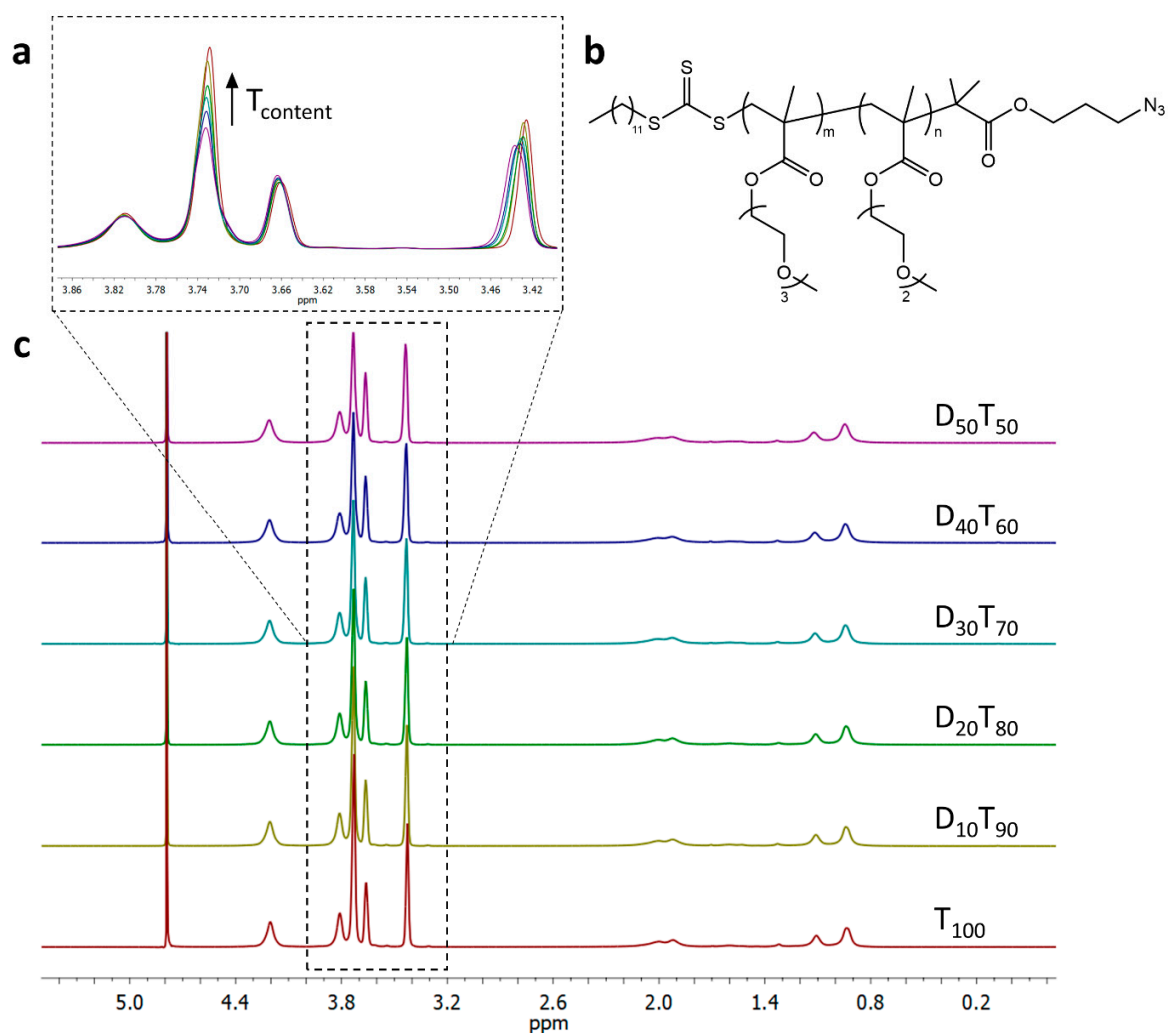 a
T content
3.86 3.82 3.78 3.74 3.70 3.66 3.62 3.58 3.54 3.50 3.46 3.42
ppm
b
S
11 S S m n O N3
O O O O O
O O
3 2
c
D50T50
D40T60
D30T70
D20T80
D10T90
T100
5.0 4.4 3.8 3.2 2.6 2.0 1.4 0.8 0.2
ppm